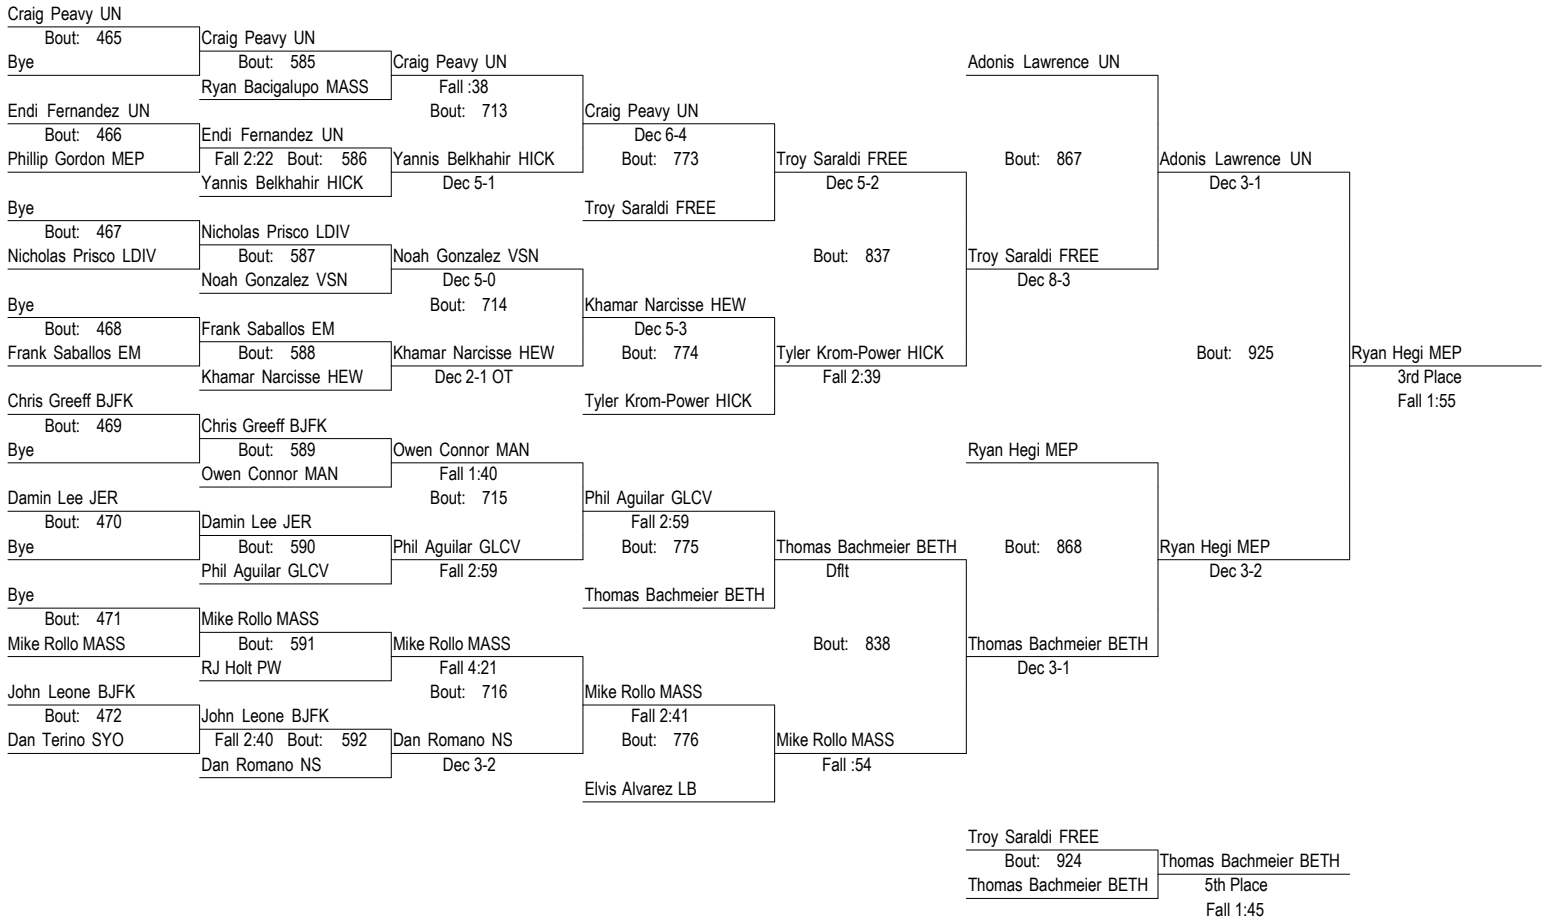 Craig Peavy UN
Bout: 465
Craig Peavy UN
Bye
Bout: 585
Craig Peavy UN
Adonis Lawrence UN
Ryan Bacigalupo MASS
Fall :38
Endi Fernandez UN
Bout: 713
Craig Peavy UN
Bout: 466
Endi Fernandez UN
Dec 6-4
Phillip Gordon MEP
Fall 2:22 Bout: 586
Yannis Belkhahir HICK
Bout: 773
Troy Saraldi FREE
Bout: 867
Adonis Lawrence UN
Yannis Belkhahir HICK
Dec 5-1
Dec 5-2
Dec 3-1
Bye
Troy Saraldi FREE
Bout: 467
Nicholas Prisco LDIV
Nicholas Prisco LDIV
Bout: 587
Noah Gonzalez VSN
Bout: 837
Troy Saraldi FREE
Noah Gonzalez VSN
Dec 5-0
Dec 8-3
Bye
Bout: 714
Khamar Narcisse HEW
Bout: 468
Frank Saballos EM
Dec 5-3
Frank Saballos EM
Bout: 588
Khamar Narcisse HEW
Bout: 774
Tyler Krom-Power HICK
Bout: 925
Ryan Hegi MEP
Khamar Narcisse HEW
Dec 2-1 OT
Fall 2:39
3rd Place
Chris Greeff BJFK
Tyler Krom-Power HICK
Fall 1:55
Bout: 469
Chris Greeff BJFK
Bye
Bout: 589
Owen Connor MAN
Ryan Hegi MEP
Owen Connor MAN
Fall 1:40
Damin Lee JER
Bout: 715
Phil Aguilar GLCV
Bout: 470
Damin Lee JER
Fall 2:59
Bye
Bout: 590
Phil Aguilar GLCV
Bout: 775
Thomas Bachmeier BETH
Bout: 868
Ryan Hegi MEP
Phil Aguilar GLCV
Fall 2:59
Dflt
Dec 3-2
Bye
Thomas Bachmeier BETH
Bout: 471
Mike Rollo MASS
Mike Rollo MASS
Bout: 591
Mike Rollo MASS
Bout: 838
Thomas Bachmeier BETH
RJ Holt PW
Fall 4:21
Dec 3-1
John Leone BJFK
Bout: 716
Mike Rollo MASS
Bout: 472
John Leone BJFK
Fall 2:41
Dan Terino SYO
Fall 2:40 Bout: 592
Dan Romano NS
Bout: 776
Mike Rollo MASS
Dan Romano NS
Dec 3-2
Fall :54
Elvis Alvarez LB
Troy Saraldi FREE
Bout: 924
Thomas Bachmeier BETH
Thomas Bachmeier BETH
5th Place
Fall 1:45